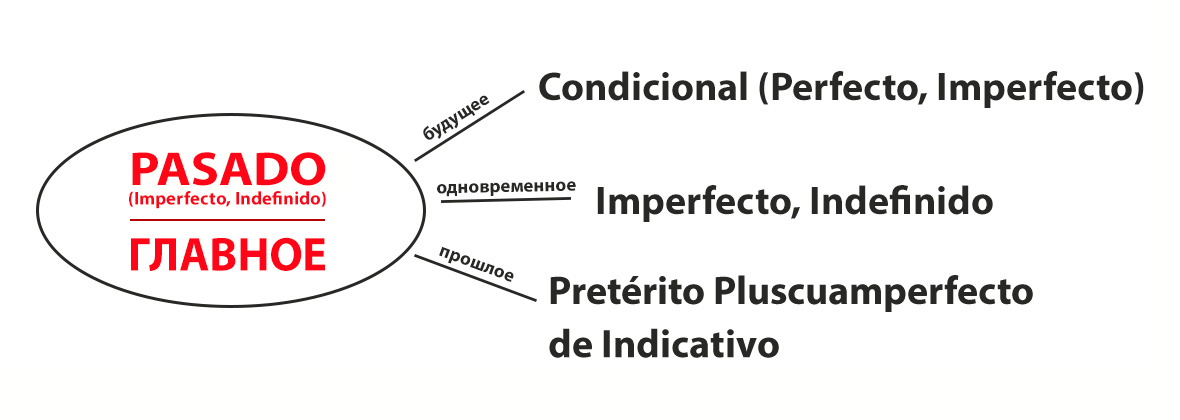 PASADO
(Imperfecto, Indefinido)
ГЛАВНОЕ
будущее
Condicional (Perfecto, Imperfecto)
одновременное
Imperfecto, Indefinido
прошлое
Pretérito Pluscuamperfecto
de Indicativo